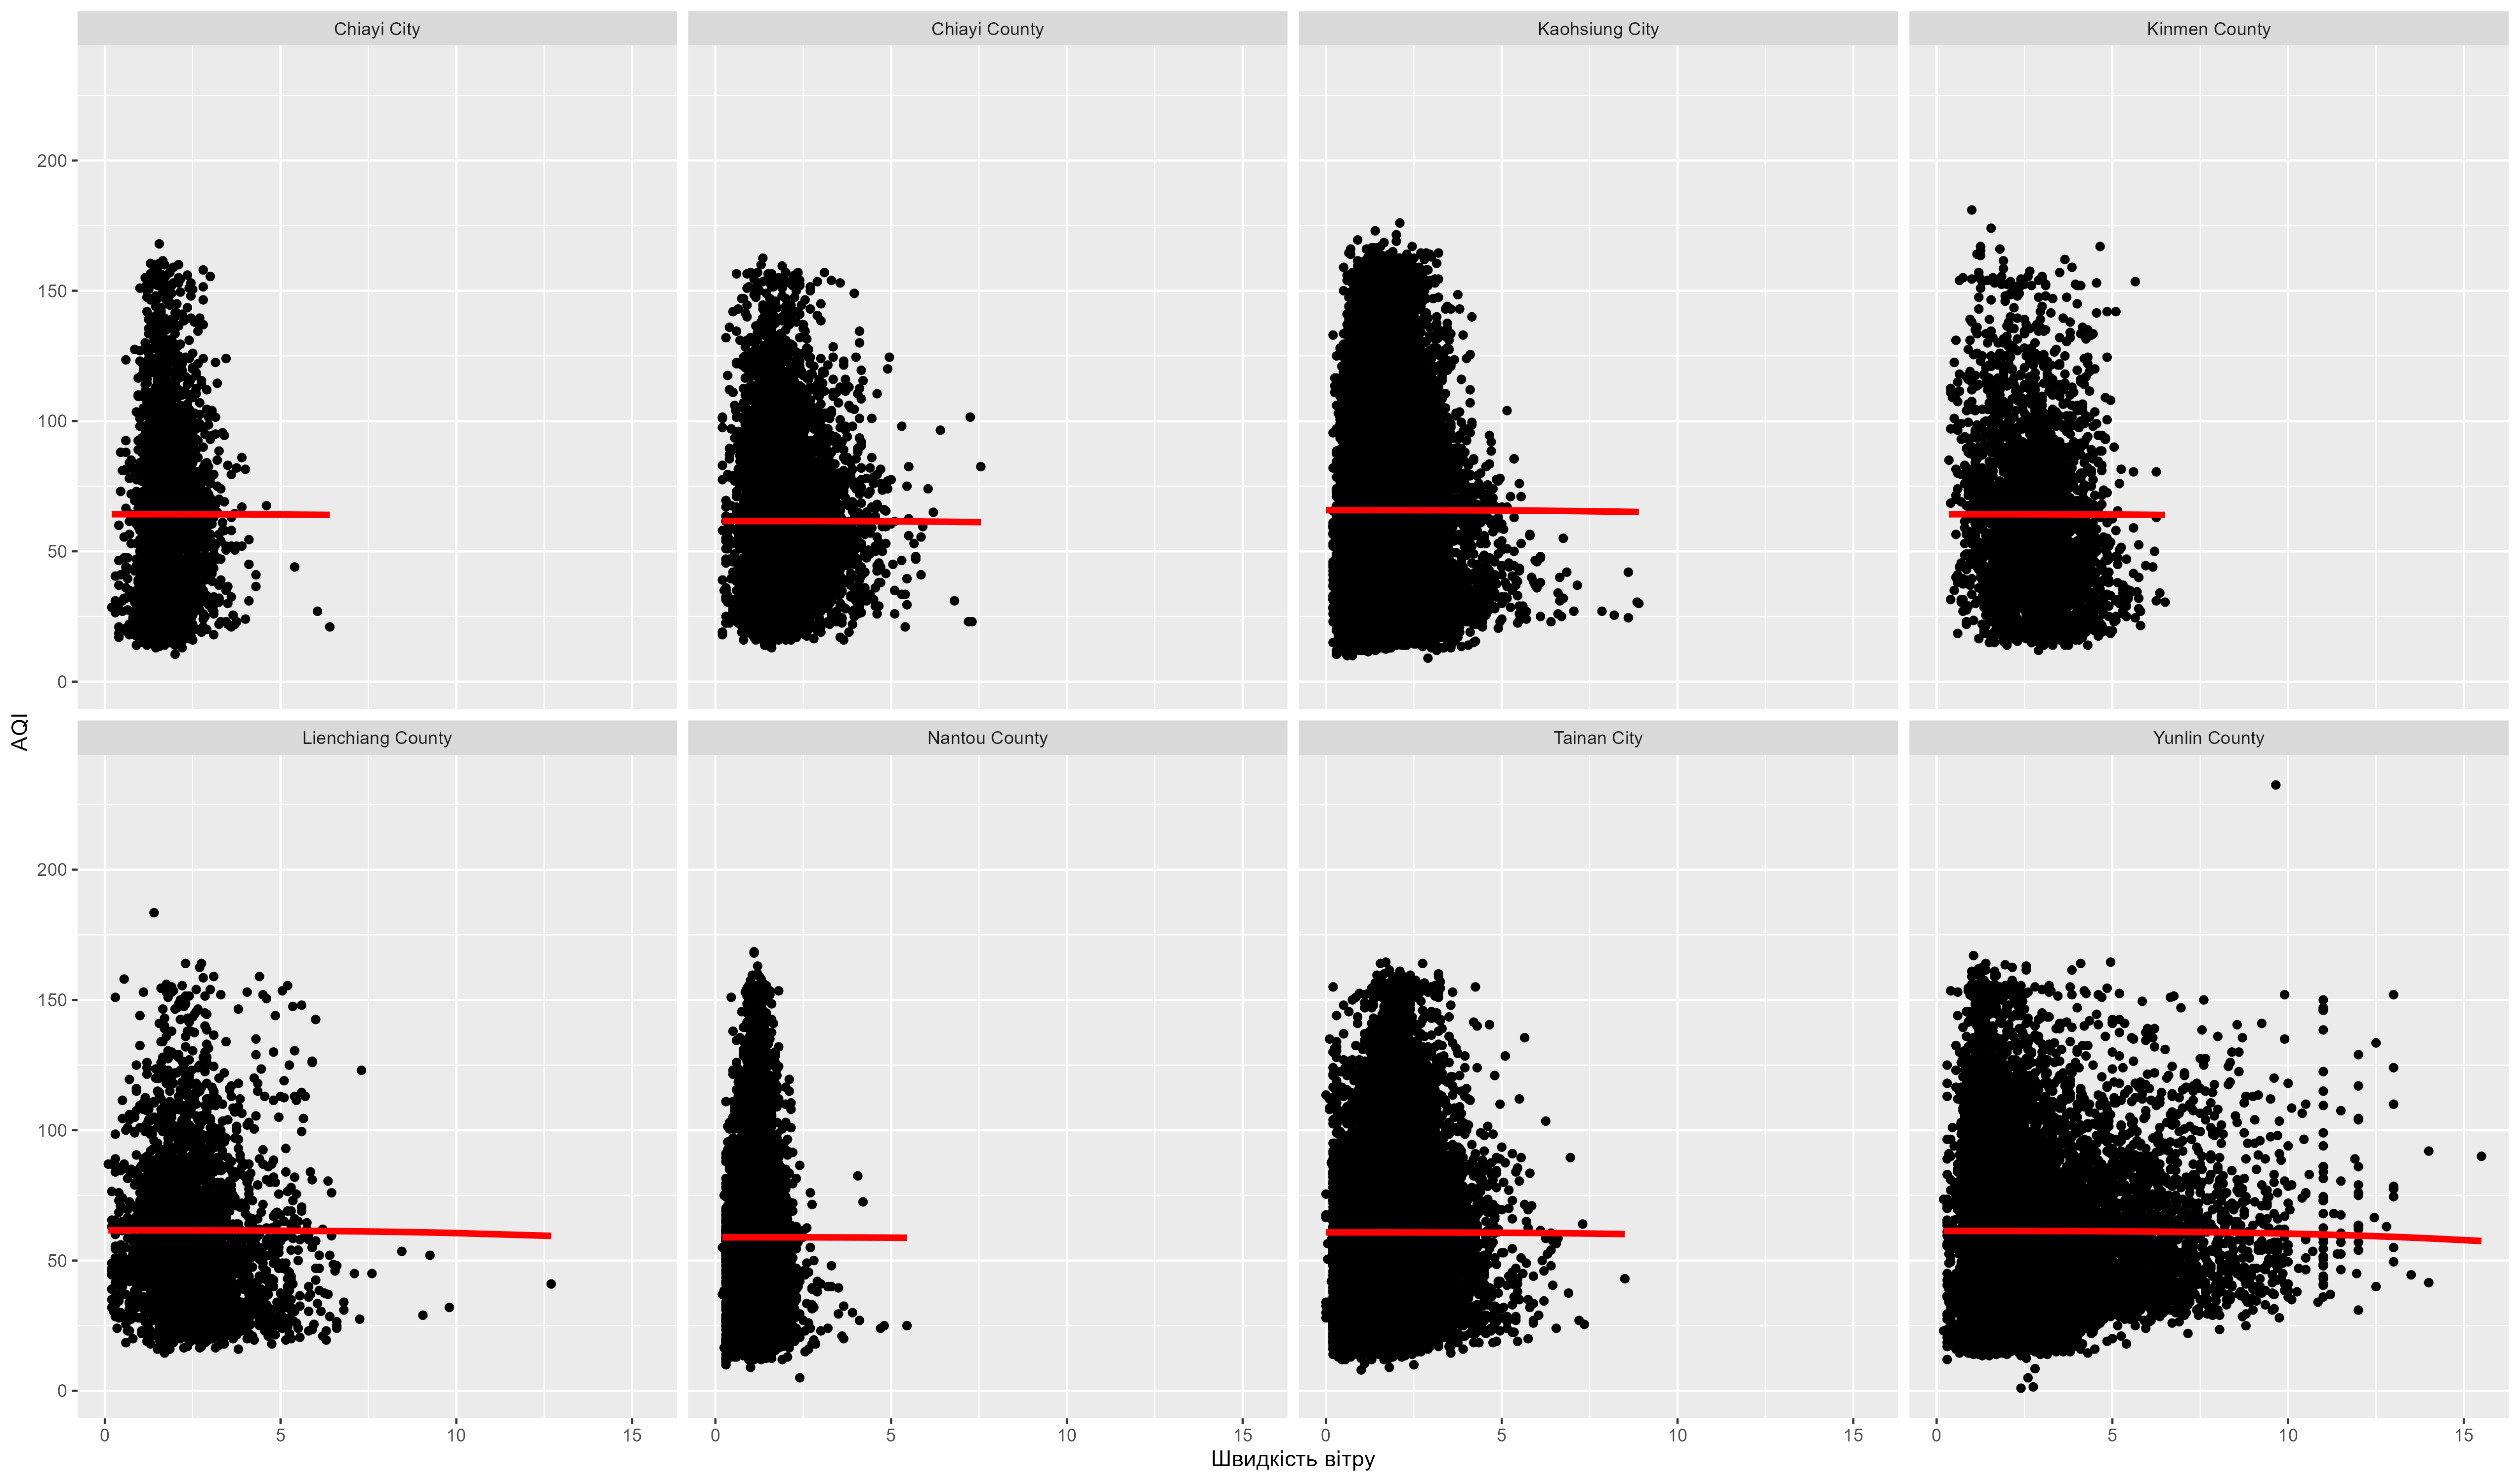 Chiayi City
Chiayi County
Kaohsiung City
Kinmen County
200
150
100
50
0
AQI
Lienchiang County
Nantou County
Tainan City
Yunlin County
200
150
100
50
0
0 5 10 15
0 5 10 15
0 5 10 15
0 5 10 15
Швидкість вітру